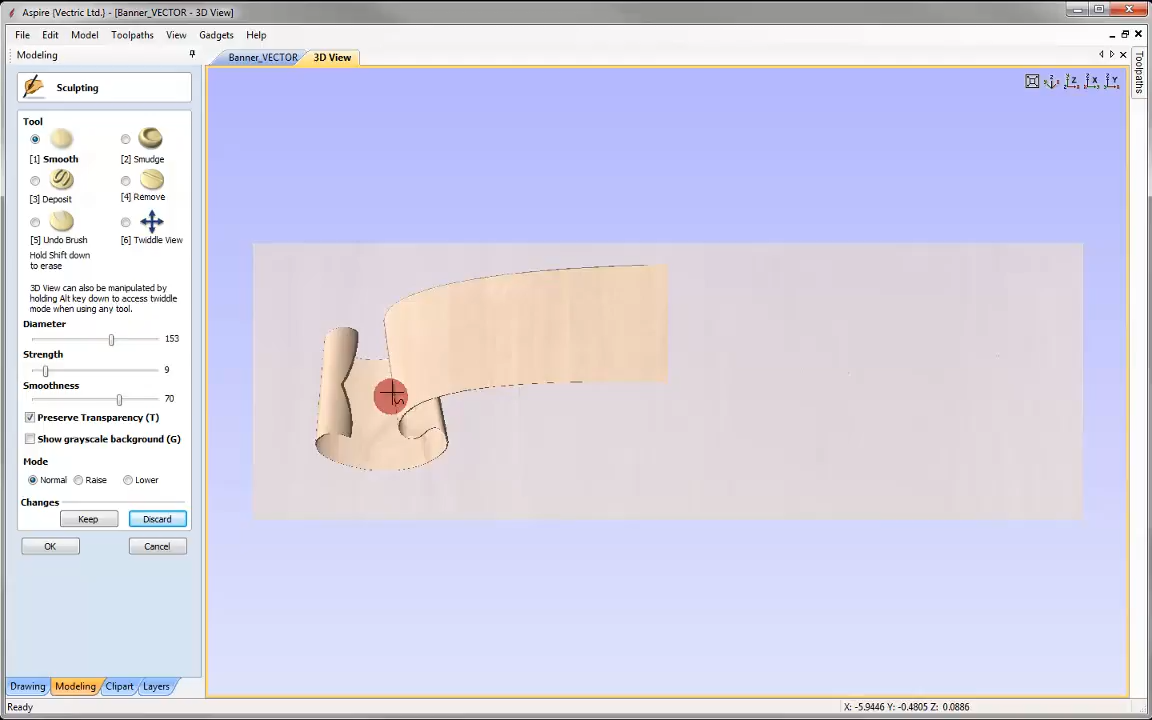 Aspire {Vectric Ltd.} - [Banner_VECTOR - 3D View]
File Edit Model Toolpaths View Gadgets Help
Modeling
Banner_VECTOR 3D View
Toolpaths
Sculpting
Tool
[1] Smooth [2] Smudge
[3] Deposit [4] Remove
[5] Undo Brush [6] Twiddle View
Hold Shift down
to erase
3D View can also be manipulated by
holding Alt key down to access twiddle
mode when using any tool.
Diameter
153
Strength
9
Smoothness
70
Preserve Transparency (T)
Show grayscale background (G)
Mode
Normal Raise Lower
Changes
Keep Discard
OK Cancel
Drawing Modeling Clipart Layers
Ready X: -5.9446 Y: -0.4805 Z: 0.0886